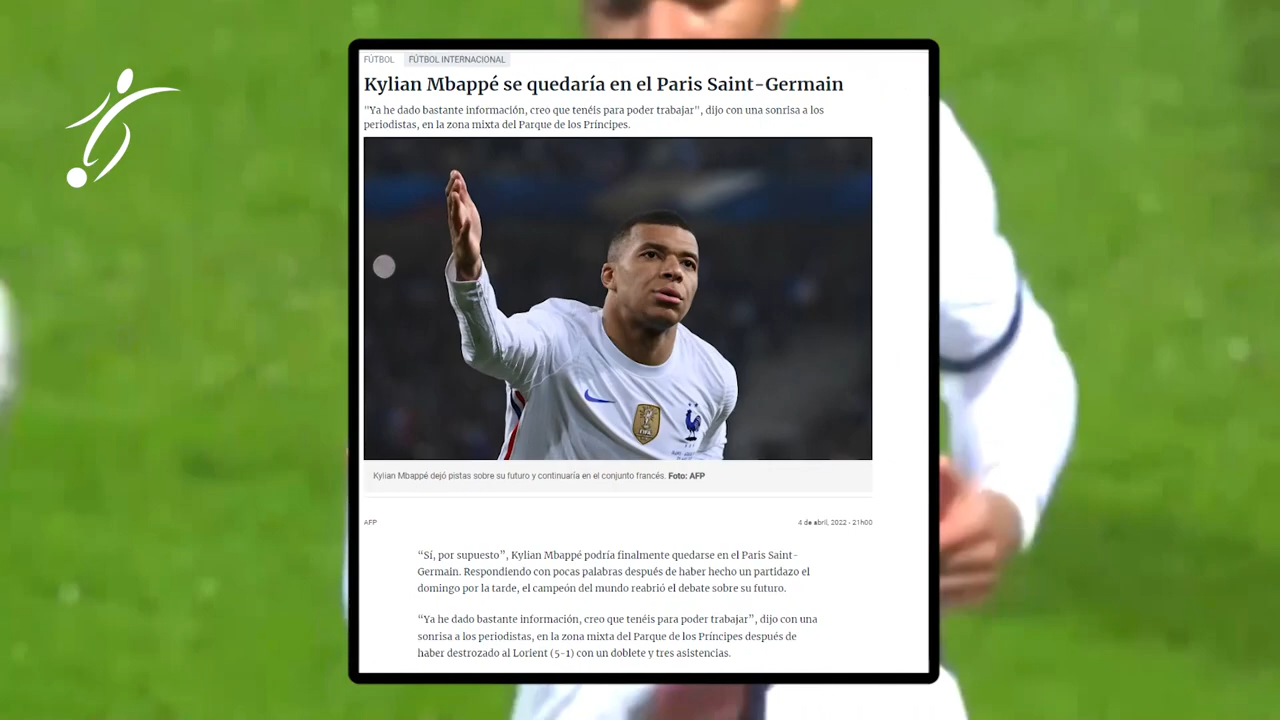 FÚTBOL FÚTBOL INTERNACIONAL
Kylian Mbappé se quedaría en el Paris Saint-Germain
"Ya he dado bastante información, creo que tenéis para poder trabajar", dijo con una sonrisa a los
periodistas, en la zona mixta del Parque de los Príncipes.
FIFA
Kylian Mbappé dejó pistas sobre su futuro y continuaría en el conjunto francés. Foto: AFP
AFP 4 de abril, 2022 - 21h00
“Sí, por supuesto”, Kylian Mbappé podría finalmente quedarse en el Paris Saint-
Germain. Respondiendo con pocas palabras después de haber hecho un partidazo el
domingo por la tarde, el campeón del mundo reabrió el debate sobre su futuro.
“Ya he dado bastante información, creo que tenéis para poder trabajar”, dijo con una
sonrisa a los periodistas, en la zona mixta del Parque de los Príncipes después de
haber destrozado al Lorient (5-1) con un doblete y tres asistencias.